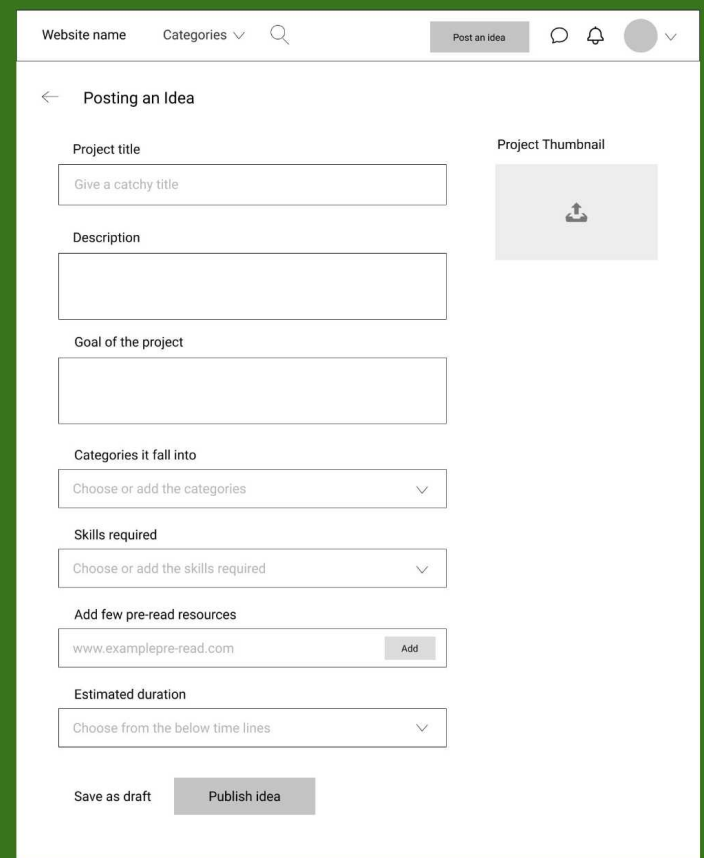 Website name Categories Post an idea
Posting an Idea
Project title
Give a catchy title
Project Thumbnail
Description
Goal of the project
Categories it fall into
Choose or add the categories
Skills required
Choose or add the skills required
Add few pre-read resources
www.examplepre-read.com Add
Estimated duration
Choose from the below time lines
Save as draft Publish idea